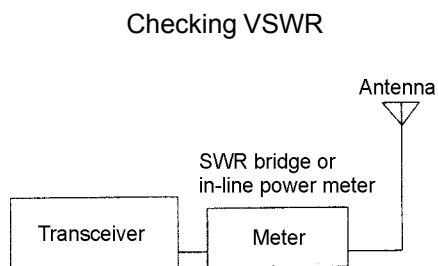 Checking VSWR
Antenna
SWR bridge or
in-line power meter
Transceiver
Meter